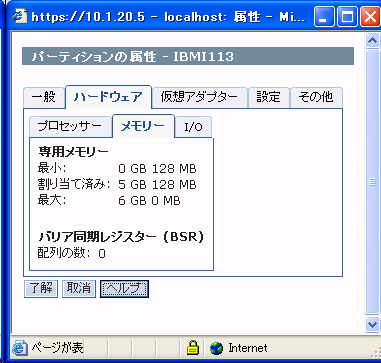 https://10.1.20.5 - localhost: 属性 - Mi...
パーティションの属性 - IBMI113
一般 ハードウェア 仮想アダプター 設定 その他
プロセッサー メモリー I/O
専用メモリー
最小: 0 GB 128 MB
割り当て済み: 5 GB 128 MB
最大: 6 GB 0 MB
バリア同期レジスター (BSR)
配列の数: 0
了解 取消 ヘルプ
ページが表 Internet